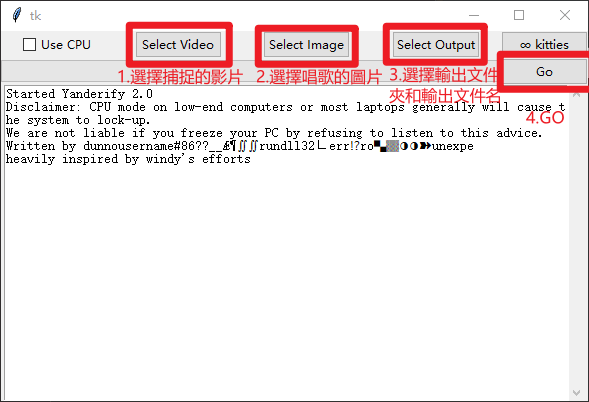 tk
Use CPU
Select Video
Select Image
Select Output
∞ kitties
Go
1.選擇捕捉的影片
2.選擇唱歌的圖片
3.選擇輸出文件
夾和輸出文件名
4.GO
Started Yanderify 2.0
Disclaimer: CPU mode on low-end computers or most laptops generally will cause t
he system to lock-up.
We are not liable if you freeze your PC by refusing to listen to this advice.
Written by dunnousername#86??__
rundll32
err⁉ro
unexpe
heavily inspired by windy's efforts